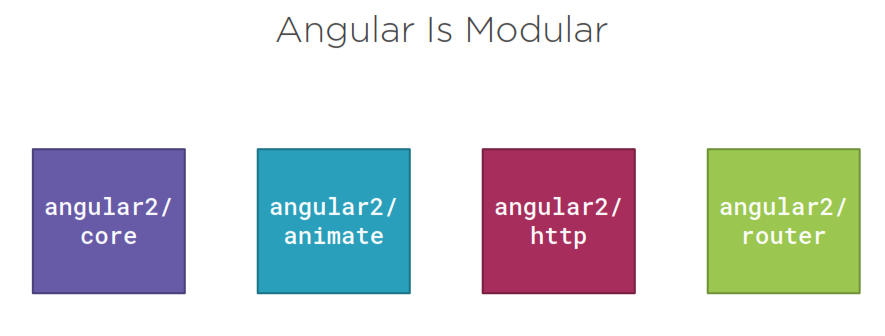 Angular Is Modular
angular2/
core
angular2/
animate
angular2/
http
angular2/
router